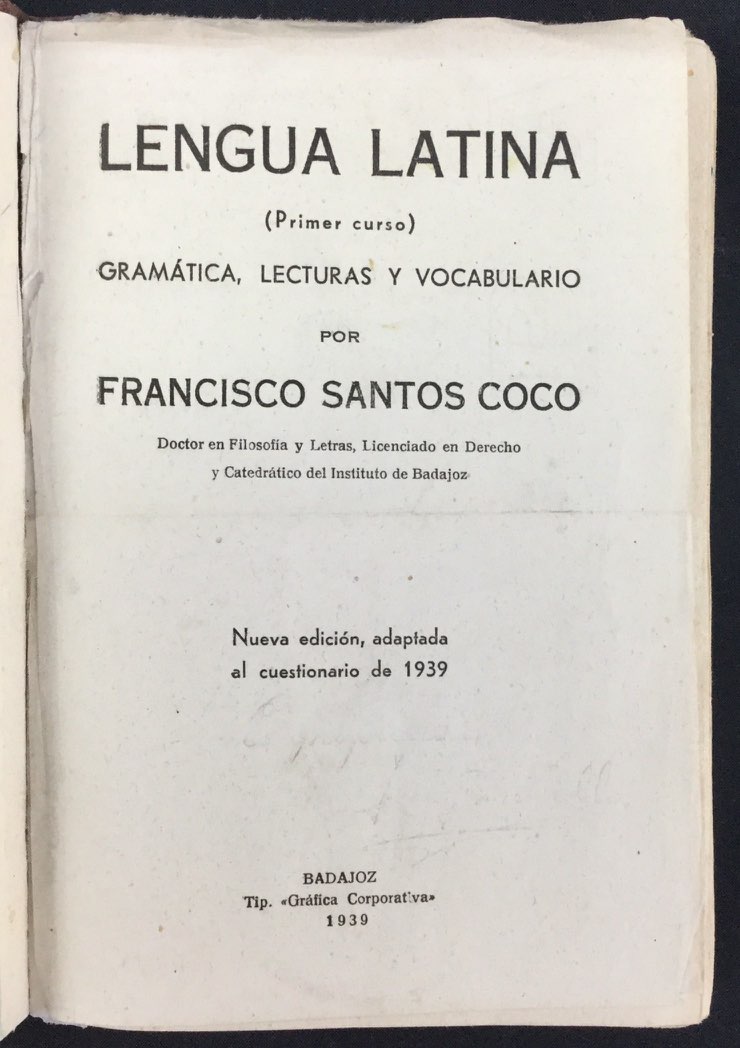 LENGUA LATINA
(Primer curso)
GRAMÁTICA, LECTURAS Y VOCABULARIO
POR
FRANCISCO SANTOS COCO
Doctor en Filosofía y Letras, Licenciado en Derecho
y Catedrático del Instituto de Badajoz
Nueva edición, adaptada
al cuestionario de 1939
BADAJOZ
Tip. «Gráfica Corporativa»
1939